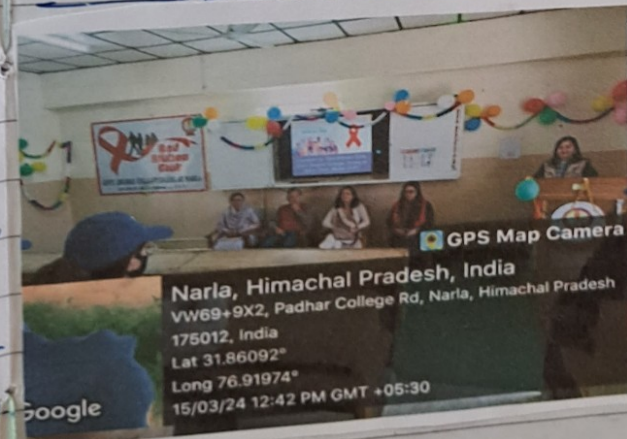 Red
Ribbon
Club
GPS Map Camera
Narla, Himachal Pradesh, India
VW69+9X2, Padhar College Rd, Narla, Himachal Pradesh
175012, India
Lat 31.86092°
Long 76.91974°
15/03/24 12:42 PM GMT +05:30
Google